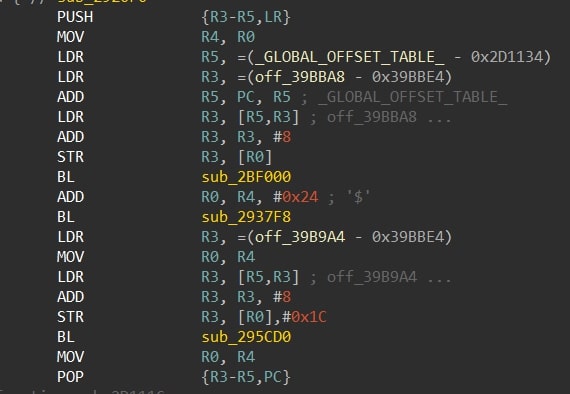 sub_2920F0
PUSH {R3-R5,LR}
MOV R4, R0
LDR R5, =(_GLOBAL_OFFSET_TABLE_ - 0x2D1134)
LDR R3, =(off_39BBA8 - 0x39BBE4)
ADD R5, PC, R5 ; _GLOBAL_OFFSET_TABLE_
LDR R3, [R5,R3] ; off_39BBA8 ...
ADD R3, R3, #8
STR R3, [R0]
BL sub_2BF000
ADD R0, R4, #0x24 ; '$'
BL sub_2937F8
LDR R3, =(off_39B9A4 - 0x39BBE4)
MOV R0, R4
LDR R3, [R5,R3] ; off_39B9A4 ...
ADD R3, R3, #8
STR R3, [R0],#0x1C
BL sub_295CD0
MOV R0, R4
POP {R3-R5,PC}